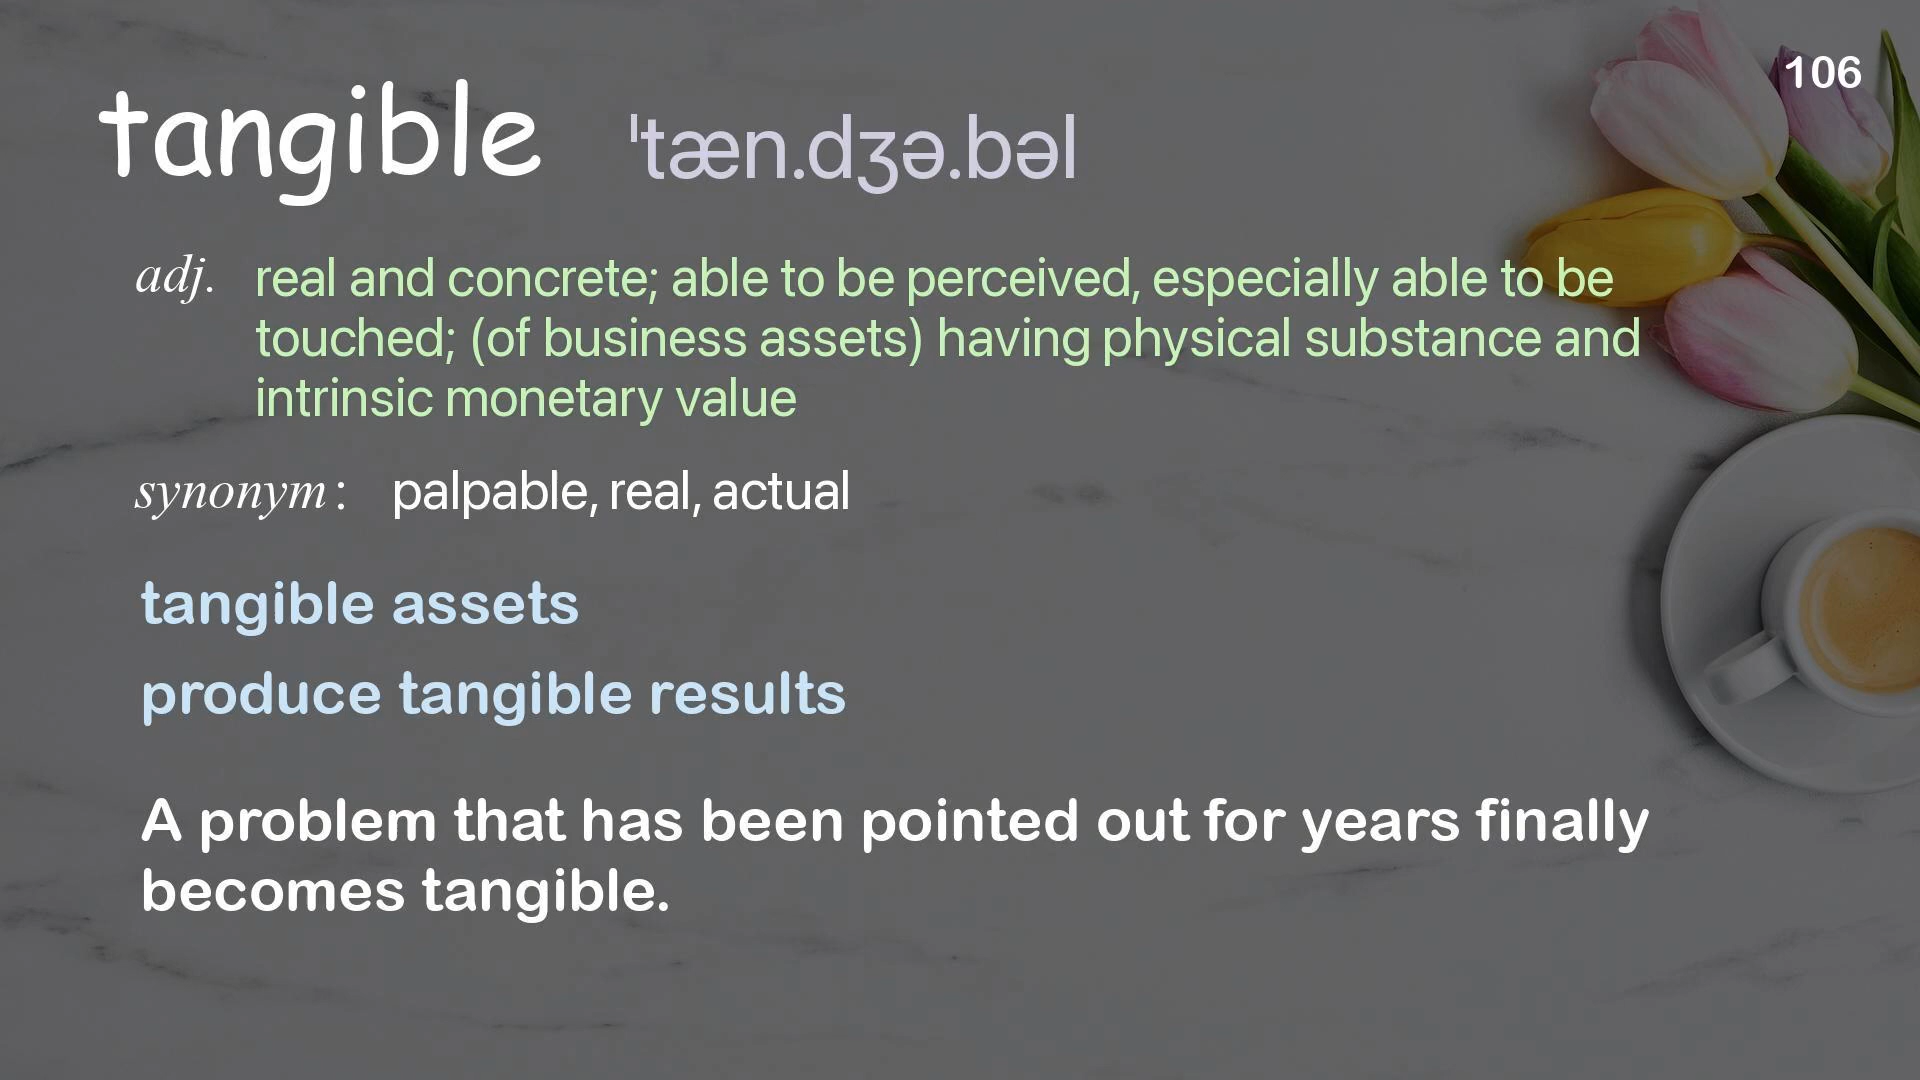 106
tangible ˈtæn.dʒə.bəl
adj. real and concrete; able to be perceived, especially able to be
touched; (of business assets) having physical substance and
intrinsic monetary value
synonym : palpable, real, actual
tangible assets
produce tangible results
A problem that has been pointed out for years finally
becomes tangible.